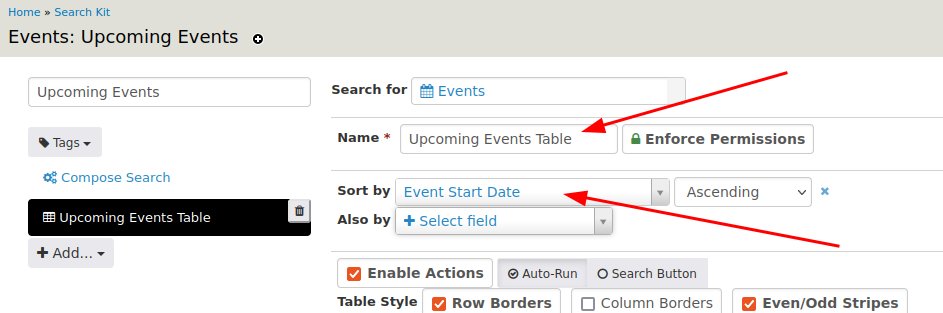 Home » Search Kit
Events: Upcoming Events
Upcoming Events
Tags
Compose Search
Upcoming Events Table
Add...
Search for Events
Name * Upcoming Events Table Enforce Permissions
Sort by Event Start Date Ascending
Also by Select field
Enable Actions Auto-Run Search Button
Table Style Row Borders Column Borders Even/Odd Stripes